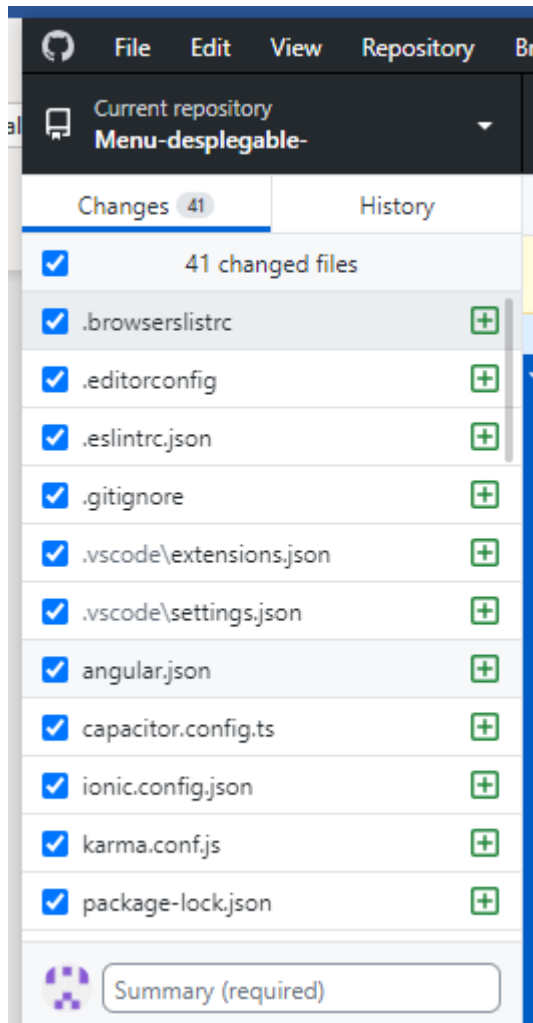 File Edit View Repository Br
Current repository
Menu-desplegable-
al
Changes 41 History
41 changed files
.browserslistrc
.editorconfig
.eslintrc.json
.gitignore
.vscode\extensions.json
.vscode\settings.json
angular.json
capacitor.config.ts
ionic.config.json
karma.conf.js
package-lock.json
Summary (required)